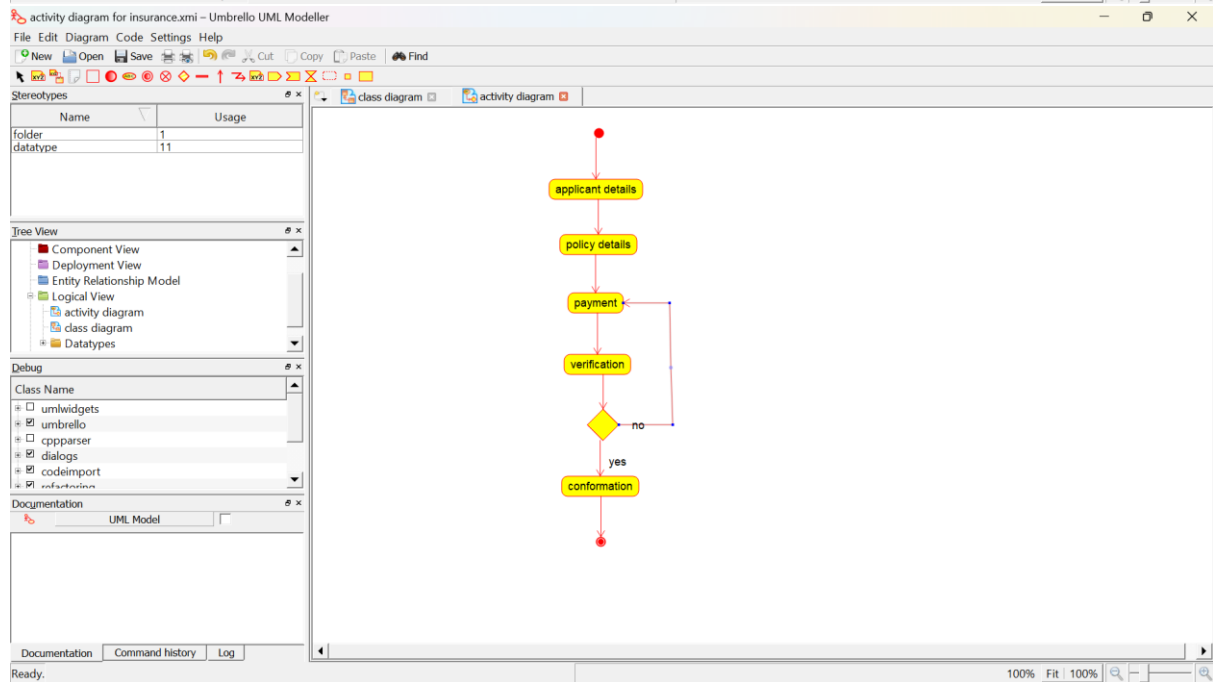 activity diagram for insurance.xmi – Umbrello UML Modeller
File Edit Diagram Code Settings Help
New Open Save Cut Copy Paste Find
Stereotypes
class diagram activity diagram
Name Usage
folder 1
datatype 11
Tree View
Component View
Deployment View
Entity Relationship Model
Logical View
activity diagram
class diagram
Datatypes
Debug
Class Name
umlwidgets
umbrello
cppparser
dialogs
codeimport
refactoring
Documentation
UML Model
Documentation Command history Log
applicant details
policy details
payment
verification
no
yes
conformation
Ready.
100% Fit 100%